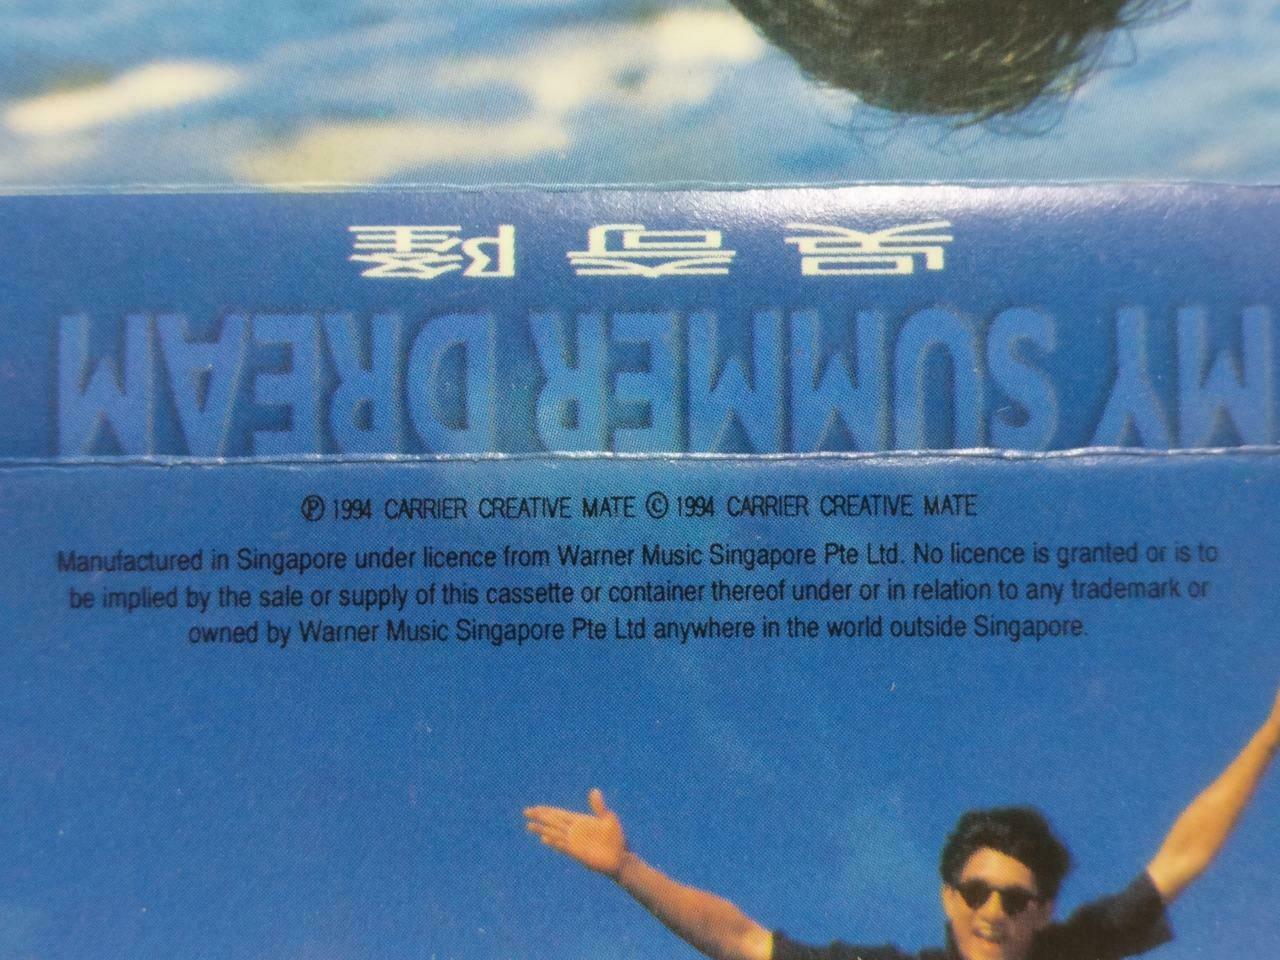 吳奇隆
MY SUMMER DREAM
Ⓟ 1994 CARRIER CREATIVE MATE © 1994 CARRIER CREATIVE MATE
Manufactured in Singapore under licence from Warner Music Singapore Pte Ltd. No licence is granted or is to
be implied by the sale or supply of this cassette or container thereof under or in relation to any trademark or
owned by Warner Music Singapore Pte Ltd anywhere in the world outside Singapore.